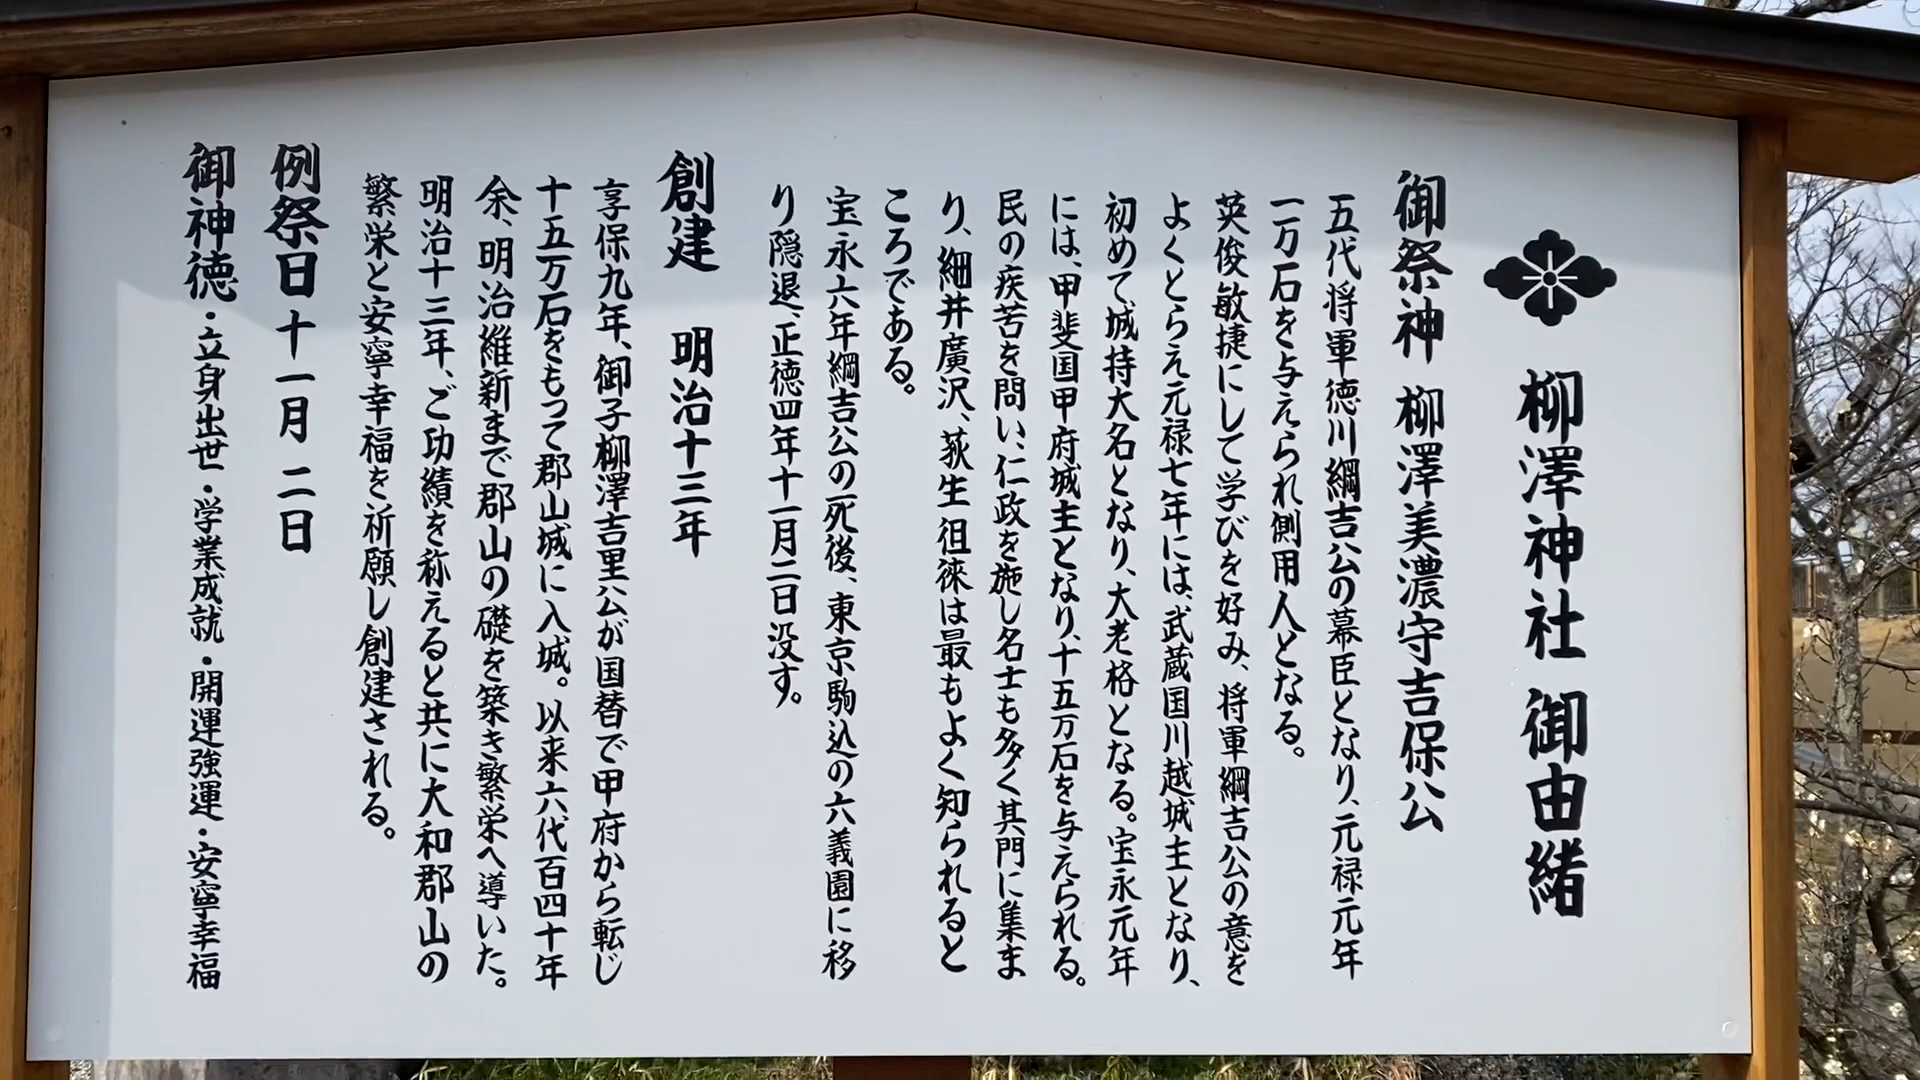 柳澤神社 御由緒
御祭神 柳澤美濃守吉保公
五代将軍徳川綱吉公の幕臣となり、元禄元年
一万石を与えられ側用人となる。
英俊敏捷にして学びを好み、将軍綱吉公の意を
よくとらえ元禄七年には、武蔵国川越城主となり、
初めて城持大名となり、大老格となる。宝永元年
には、甲斐国甲府城主となり、十五万石を与えられる。
民の疾苦を問い、仁政を施し名士も多く其門に集ま
り、細井廣沢、荻生徂徠は最もよく知られると
ころである。
宝永六年綱吉公の死後、東京駒込の六義園に移
り隠退、正徳四年十一月二日没す。
創建 明治十三年
享保九年、御子柳澤吉里公が国替で甲府から転じ
十五万石をもって郡山城に入城。以来六代百四十年
余、明治維新まで郡山の礎を築き繁栄へ導いた。
明治十三年、ご功績を称えると共に大和郡山の
繁栄と安寧幸福を祈願し創建される。
例祭日 十一月二日
御神徳・立身出世・学業成就・開運強運・安寧幸福